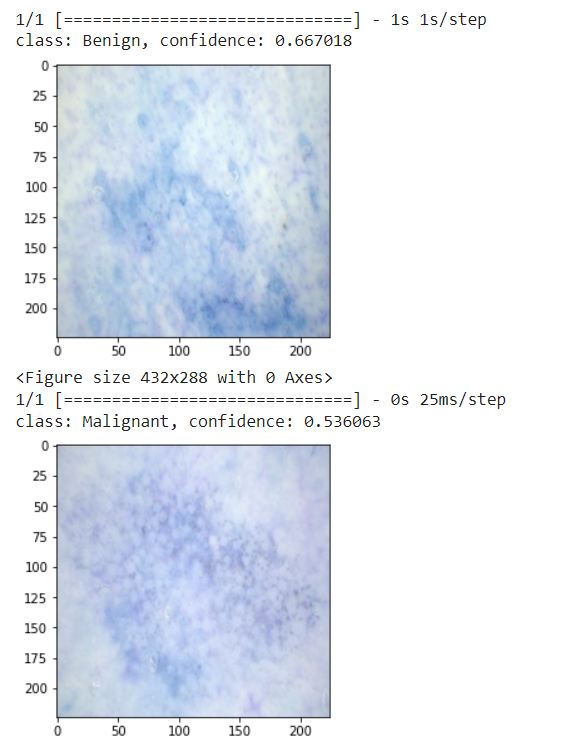 1/1 [==============================] - 1s 1s/step
class: Benign, confidence: 0.667018
0
25
50
75
100
125
150
175
200
0 50 100 150 200
<Figure size 432x288 with 0 Axes>
1/1 [==============================] - 0s 25ms/step
class: Malignant, confidence: 0.536063
0
25
50
75
100
125
150
175
200
0 50 100 150 200